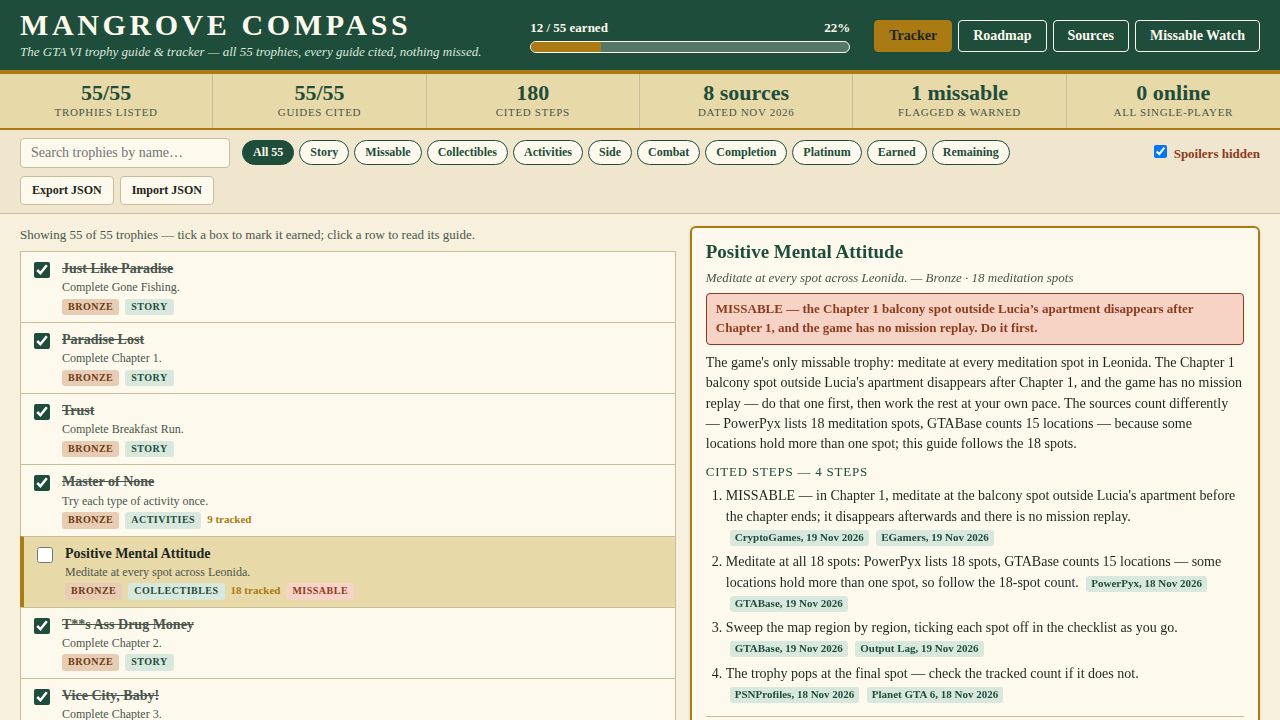 MANGROVE COMPASS
The GTA VI trophy guide & tracker — all 55 trophies, every guide cited, nothing missed.
12 / 55 earned 22%
Tracker Roadmap Sources Missable Watch
55/55 55/55 180 8 sources 1 missable 0 online
TROPHIES LISTED GUIDES CITED CITED STEPS DATED NOV 2026 FLAGGED & WARNED ALL SINGLE-PLAYER
Search trophies by name… All 55 Story Missable Collectibles Activities Side Combat Completion Platinum Earned Remaining Spoilers hidden
Export JSON Import JSON
Showing 55 of 55 trophies — tick a box to mark it earned; click a row to read its guide.
Just Like Paradise
Complete Gone Fishing.
BRONZE STORY
Paradise Lost
Complete Chapter 1.
BRONZE STORY
Trust
Complete Breakfast Run.
BRONZE STORY
Master of None
Try each type of activity once.
BRONZE ACTIVITIES 9 tracked
Positive Mental Attitude
Meditate at every spot across Leonida.
BRONZE COLLECTIBLES 18 tracked MISSABLE
T**s Ass Drug Money
Complete Chapter 2.
BRONZE STORY
Vice City, Baby!
Complete Chapter 3.
Positive Mental Attitude
Meditate at every spot across Leonida. — Bronze · 18 meditation spots
MISSABLE — the Chapter 1 balcony spot outside Lucia’s apartment disappears after
Chapter 1, and the game has no mission replay. Do it first.
The game's only missable trophy: meditate at every meditation spot in Leonida. The Chapter 1
balcony spot outside Lucia's apartment disappears after Chapter 1, and the game has no mission
replay — do that one first, then work the rest at your own pace. The sources count differently
— PowerPyx lists 18 meditation spots, GTABase counts 15 locations — because some
locations hold more than one spot; this guide follows the 18 spots.
CITED STEPS — 4 STEPS
1. MISSABLE — in Chapter 1, meditate at the balcony spot outside Lucia's apartment before
the chapter ends; it disappears afterwards and there is no mission replay.
CryptoGames, 19 Nov 2026 EGamers, 19 Nov 2026
2. Meditate at all 18 spots: PowerPyx lists 18 spots, GTABase counts 15 locations — some
locations hold more than one spot, so follow the 18-spot count. PowerPyx, 18 Nov 2026
GTABase, 19 Nov 2026
3. Sweep the map region by region, ticking each spot off in the checklist as you go.
GTABase, 19 Nov 2026 Output Lag, 19 Nov 2026
4. The trophy pops at the final spot — check the tracked count if it does not.
PSNProfiles, 18 Nov 2026 Planet GTA 6, 18 Nov 2026